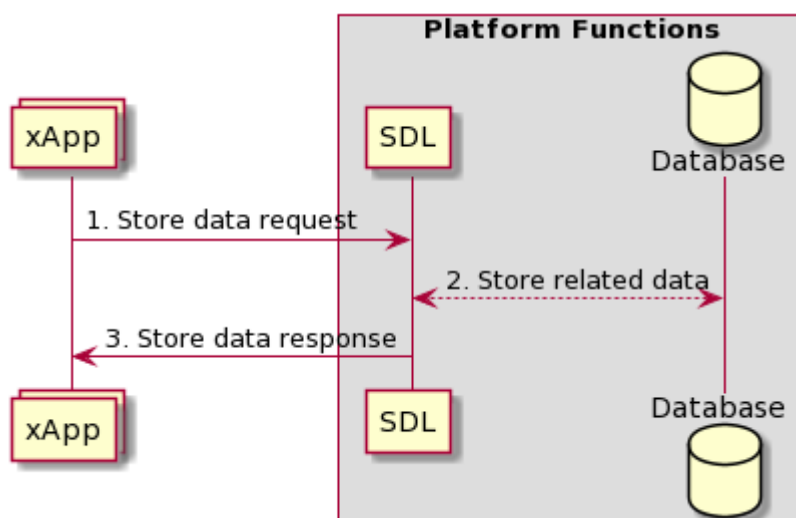 Platform Functions
xApp
SDL
Database
1. Store data request
2. Store related data
3. Store data response
xApp
SDL
Database